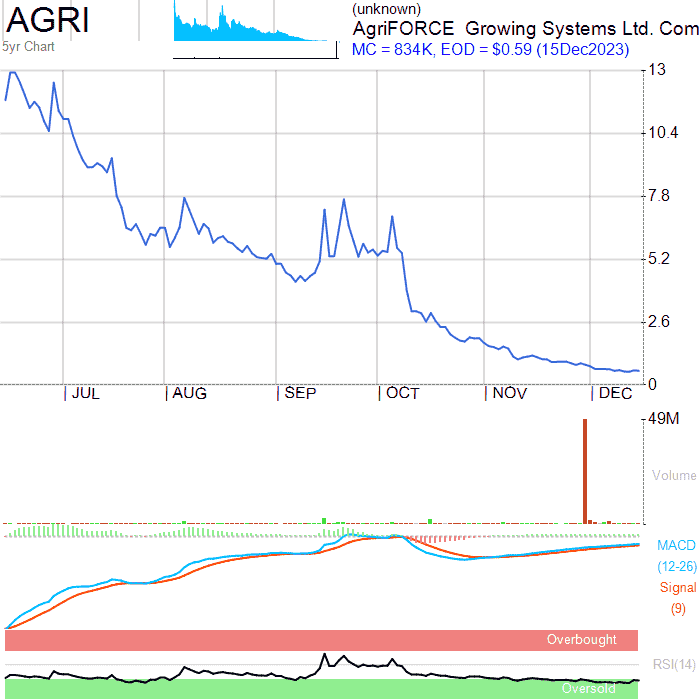 AGRI
5yr Chart
(unknown)
AgriFORCE Growing Systems Ltd. Com
MC = 834K, EOD = $0.59 (15Dec2023)
13
10.4
7.8
5.2
2.6
0
JUL
AUG
SEP
OCT
NOV
DEC
49M
Volume
MACD
(12-26)
Signal
(9)
Overbought
RSI(14)
Oversold